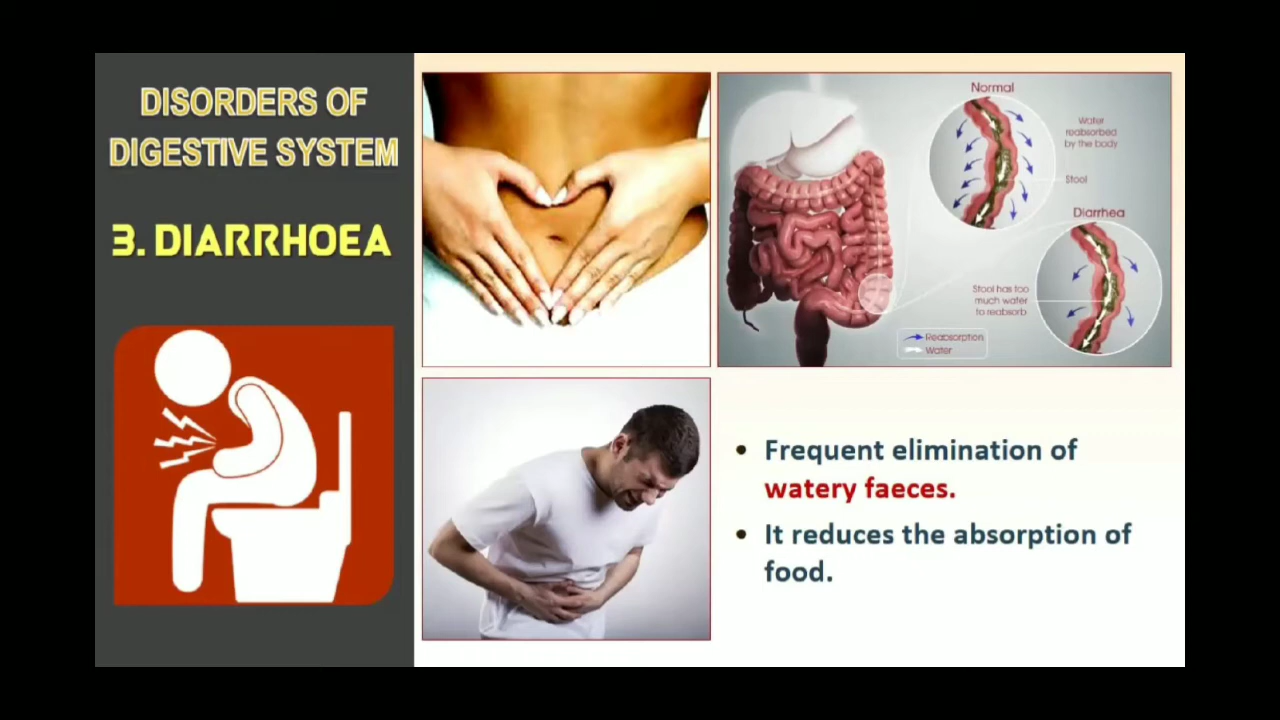 DISORDERS OF
DIGESTIVE SYSTEM
3. DIARRHOEA
Normal
Water
reabsorbed
by the body
Stool
Diarrhea
Stool has too
much water
to reabsorb
Reabsorption
Water
• Frequent elimination of
watery faeces.
• It reduces the absorption of
food.